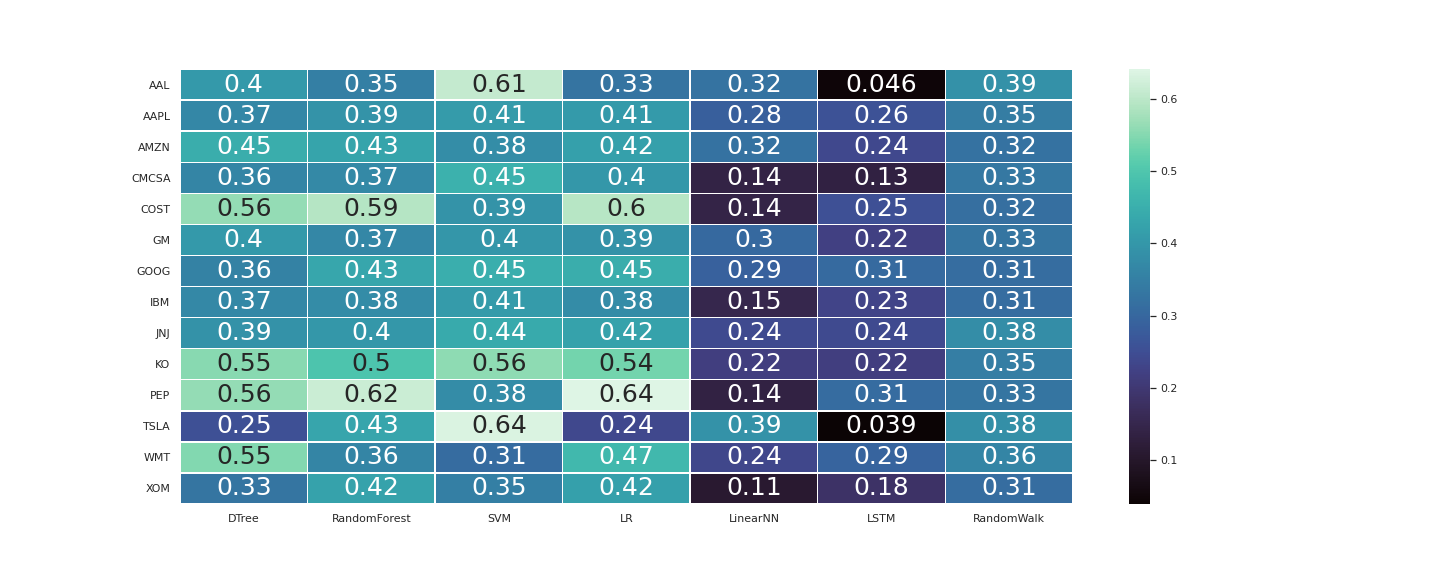 AAL 0.4 0.35 0.61 0.33 0.32 0.046 0.39
AAPL 0.37 0.39 0.41 0.41 0.28 0.26 0.35
AMZN 0.45 0.43 0.38 0.42 0.32 0.24 0.32
CMCSA 0.36 0.37 0.45 0.4 0.14 0.13 0.33
COST 0.56 0.59 0.39 0.6 0.14 0.25 0.32
GM 0.4 0.37 0.4 0.39 0.3 0.22 0.33
GOOG 0.36 0.43 0.45 0.45 0.29 0.31 0.31
IBM 0.37 0.38 0.41 0.38 0.15 0.23 0.31
JNJ 0.39 0.4 0.44 0.42 0.24 0.24 0.38
KO 0.55 0.5 0.56 0.54 0.22 0.22 0.35
PEP 0.56 0.62 0.38 0.64 0.14 0.31 0.33
TSLA 0.25 0.43 0.64 0.24 0.39 0.039 0.38
WMT 0.55 0.36 0.31 0.47 0.24 0.29 0.36
XOM 0.33 0.42 0.35 0.42 0.11 0.18 0.31
DTree RandomForest SVM LR LinearNN LSTM RandomWalk
0.6
0.5
0.4
0.3
0.2
0.1